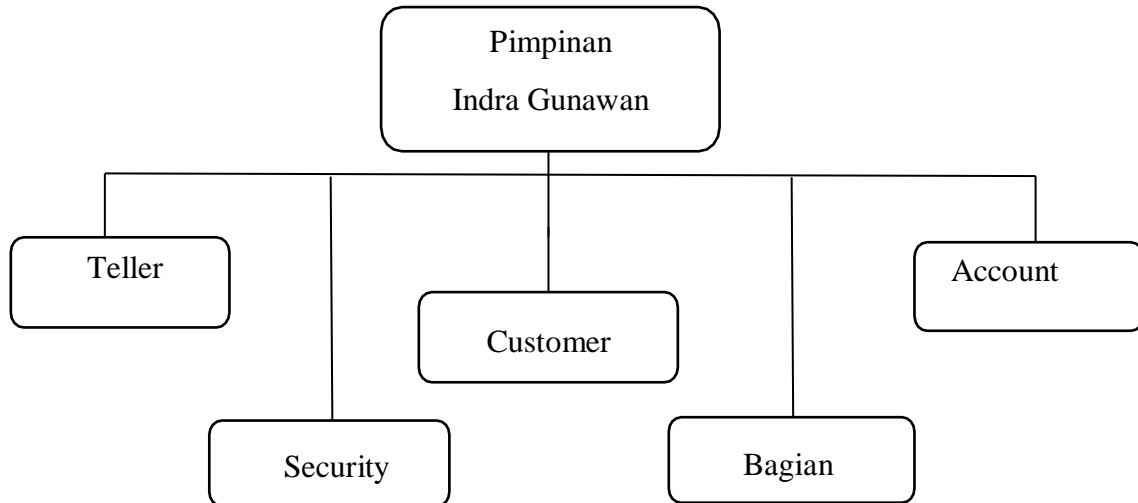 Pimpinan
Indra Gunawan
Teller
Account
Customer
Security
Bagian